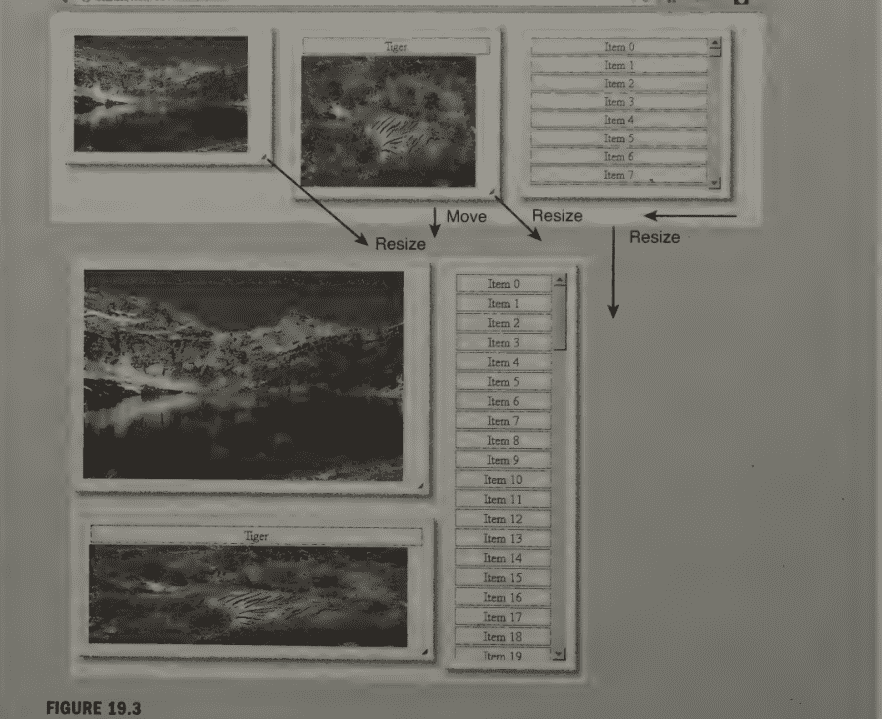 Tiger
Item 0
Item 1
Item 2
Item 3
Item 4
Item 5
Item 6
Item 7
Move
Resize
Resize
Resize
Item 0
Item 1
Item 2
Item 3
Item 4
Item 5
Item 6
Item 7
Item 8
Item 9
Item 10
Item 11
Item 12
Item 13
Item 14
Item 15
Item 16
Item 17
Item 18
Item 19
Tiger
FIGURE 19.3